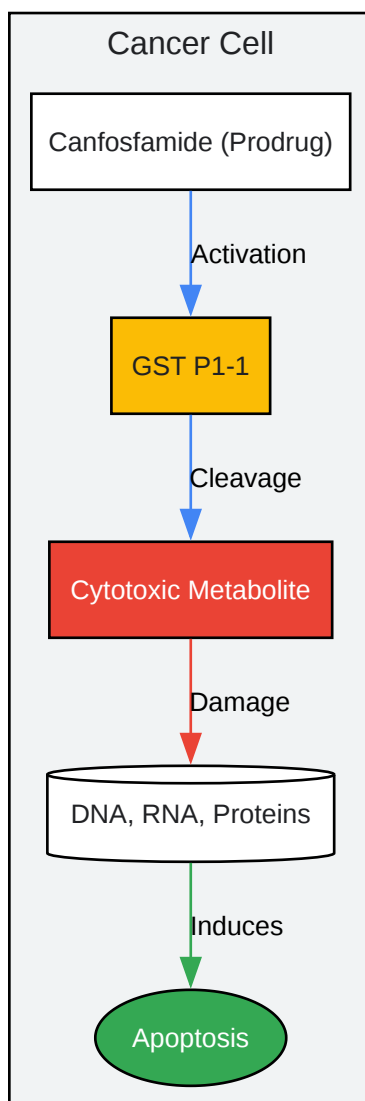 Cancer Cell
Canfosfamide (Prodrug)
Activation
GST P1-1
Cleavage
Cytotoxic Metabolite
Damage
DNA, RNA, Proteins
Induces
Apoptosis